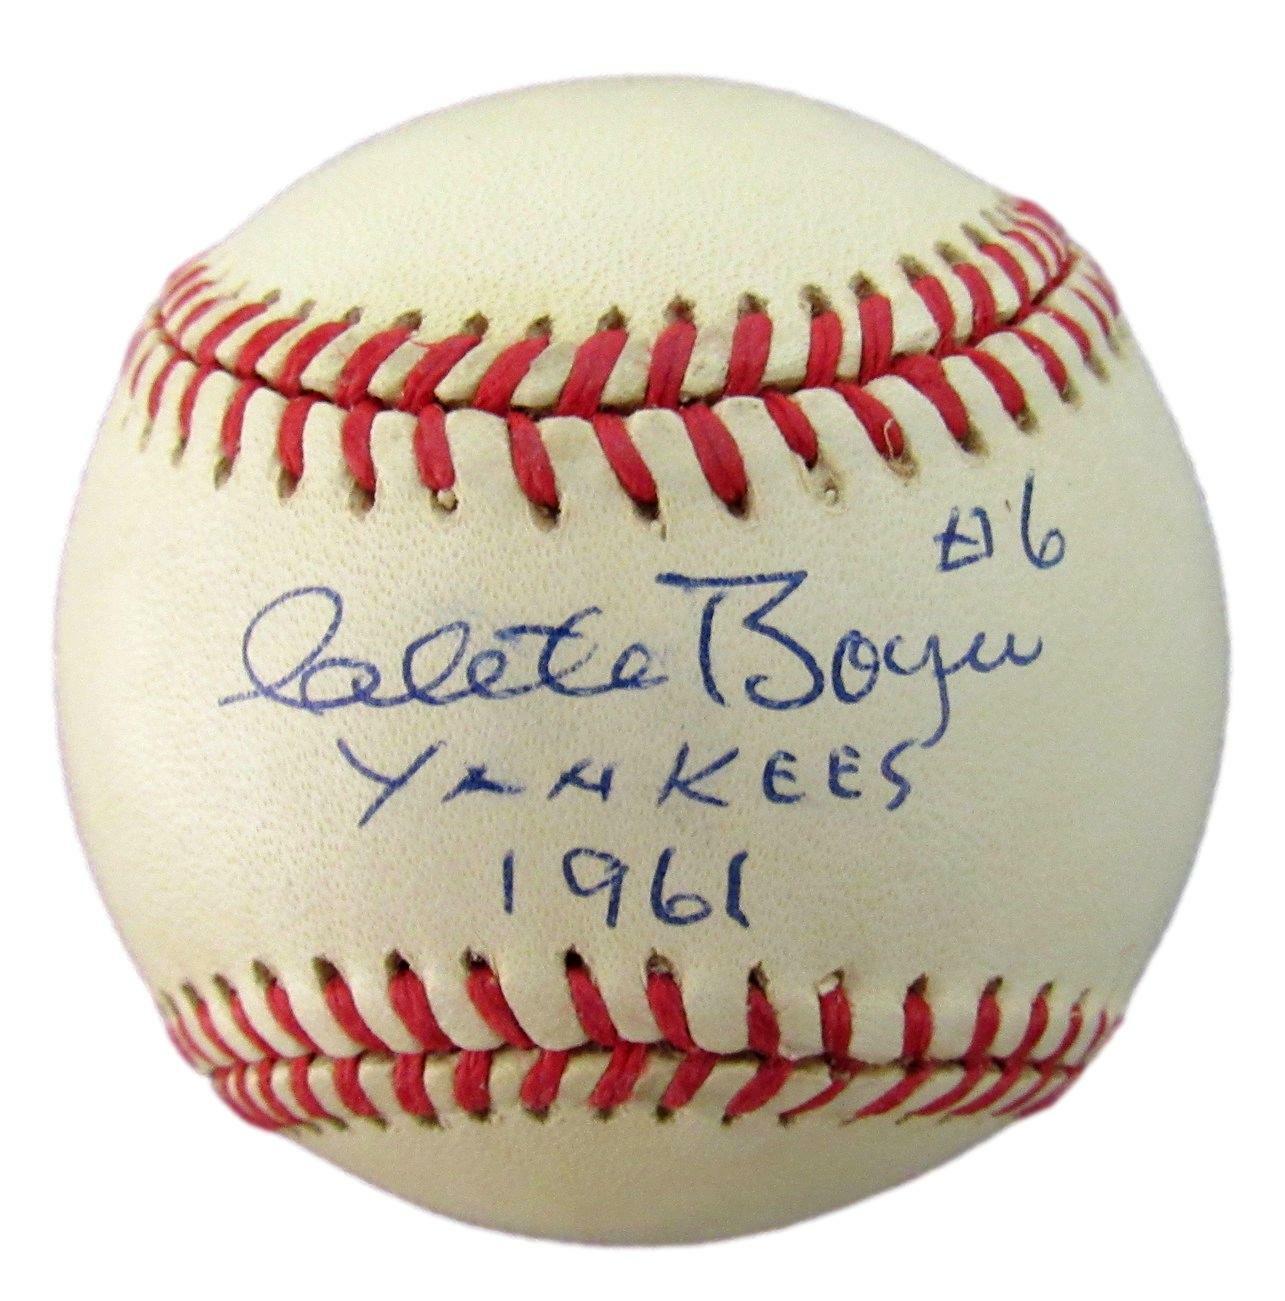 #6
Clete Boyer
YANKEES
1961